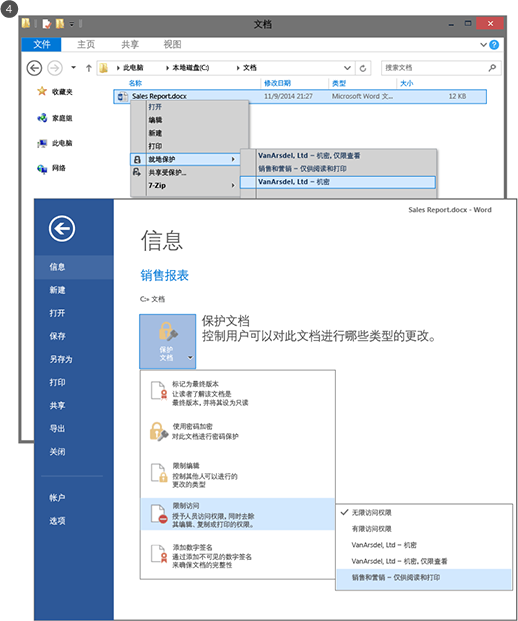 4
文档
文件 主页 共享 视图
此电脑 本地磁盘(C:) 文档 搜索文档
名称 修改日期 类型 大小
收藏夹
家庭组
此电脑
网络
Sales Report.docx 11/9/2014 21:27 Microsoft Word 文... 12 KB
打开
编辑
新建
打印
就地保护
共享受保护...
7-Zip
VanArsdel, Ltd – 机密, 仅限查看
销售和营销 – 仅供阅读和打印
VanArsdel, Ltd – 机密
Sales Report.docx - Word
信息
新建
打开
保存
另存为
打印
共享
导出
关闭
帐户
选项
信息
销售报表
C:» 文档
保护
文档
保护文档
控制用户可以对此文档进行哪些类型的更改。
标记为最终版本
让读者了解该文档是
最终版本, 并将其设为只读
使用密码加密
对此文档进行密码保护
限制编辑
控制其他人可以进行的
更改的类型
限制访问
授予人员访问权限, 同时去除
其编辑、复制或打印的权限。
添加数字签名
通过添加不可见的数字签名
来确保文档的完整性
无限访问权限
有限访问权限
VanArsdel, Ltd – 机密
VanArsdel, Ltd – 机密, 仅限查看
销售和营销 – 仅供阅读和打印